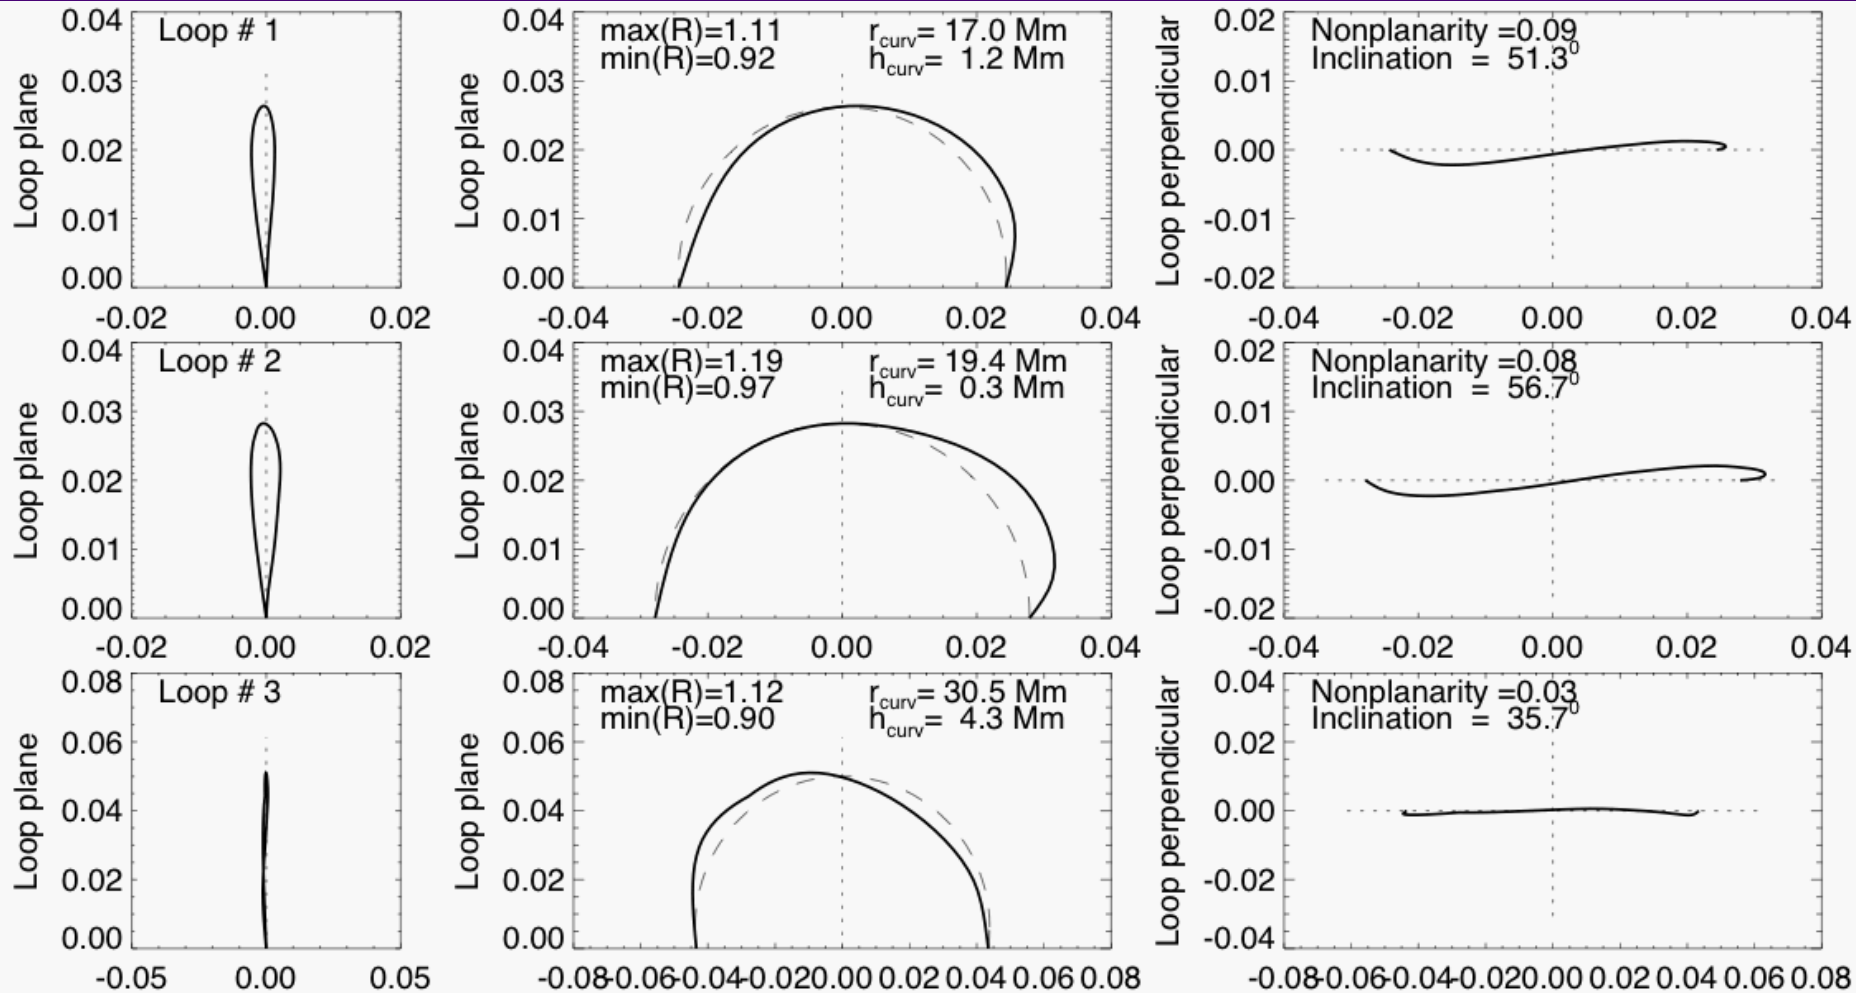 Loop # 1
Loop plane
0.04
0.03
0.02
0.01
0.00
-0.02 0.00 0.02
max(R)=1.11 r_curv= 17.0 Mm
min(R)=0.92 h_curv= 1.2 Mm
Loop plane
0.04
0.03
0.02
0.01
0.00
-0.04 -0.02 0.00 0.02 0.04
Nonplanarity =0.09
Inclination = 51.3⁰
Loop perpendicular
0.02
0.01
0.00
-0.01
-0.02
-0.04 -0.02 0.00 0.02 0.04
Loop # 2
Loop plane
0.04
0.03
0.02
0.01
0.00
-0.02 0.00 0.02
max(R)=1.19 r_curv= 19.4 Mm
min(R)=0.97 h_curv= 0.3 Mm
Loop plane
0.04
0.03
0.02
0.01
0.00
-0.04 -0.02 0.00 0.02 0.04
Nonplanarity =0.08
Inclination = 56.7⁰
Loop perpendicular
0.02
0.01
0.00
-0.01
-0.02
-0.04 -0.02 0.00 0.02 0.04
Loop # 3
Loop plane
0.08
0.06
0.04
0.02
0.00
-0.05 0.00 0.05
max(R)=1.12 r_curv= 30.5 Mm
min(R)=0.90 h_curv= 4.3 Mm
Loop plane
0.08
0.06
0.04
0.02
0.00
-0.08 -0.06 -0.04 -0.02 0.00 0.02 0.04 0.06 0.08
Nonplanarity =0.03
Inclination = 35.7⁰
Loop perpendicular
0.04
0.02
0.00
-0.02
-0.04
-0.08 -0.06 -0.04 -0.02 0.00 0.02 0.04 0.06 0.08